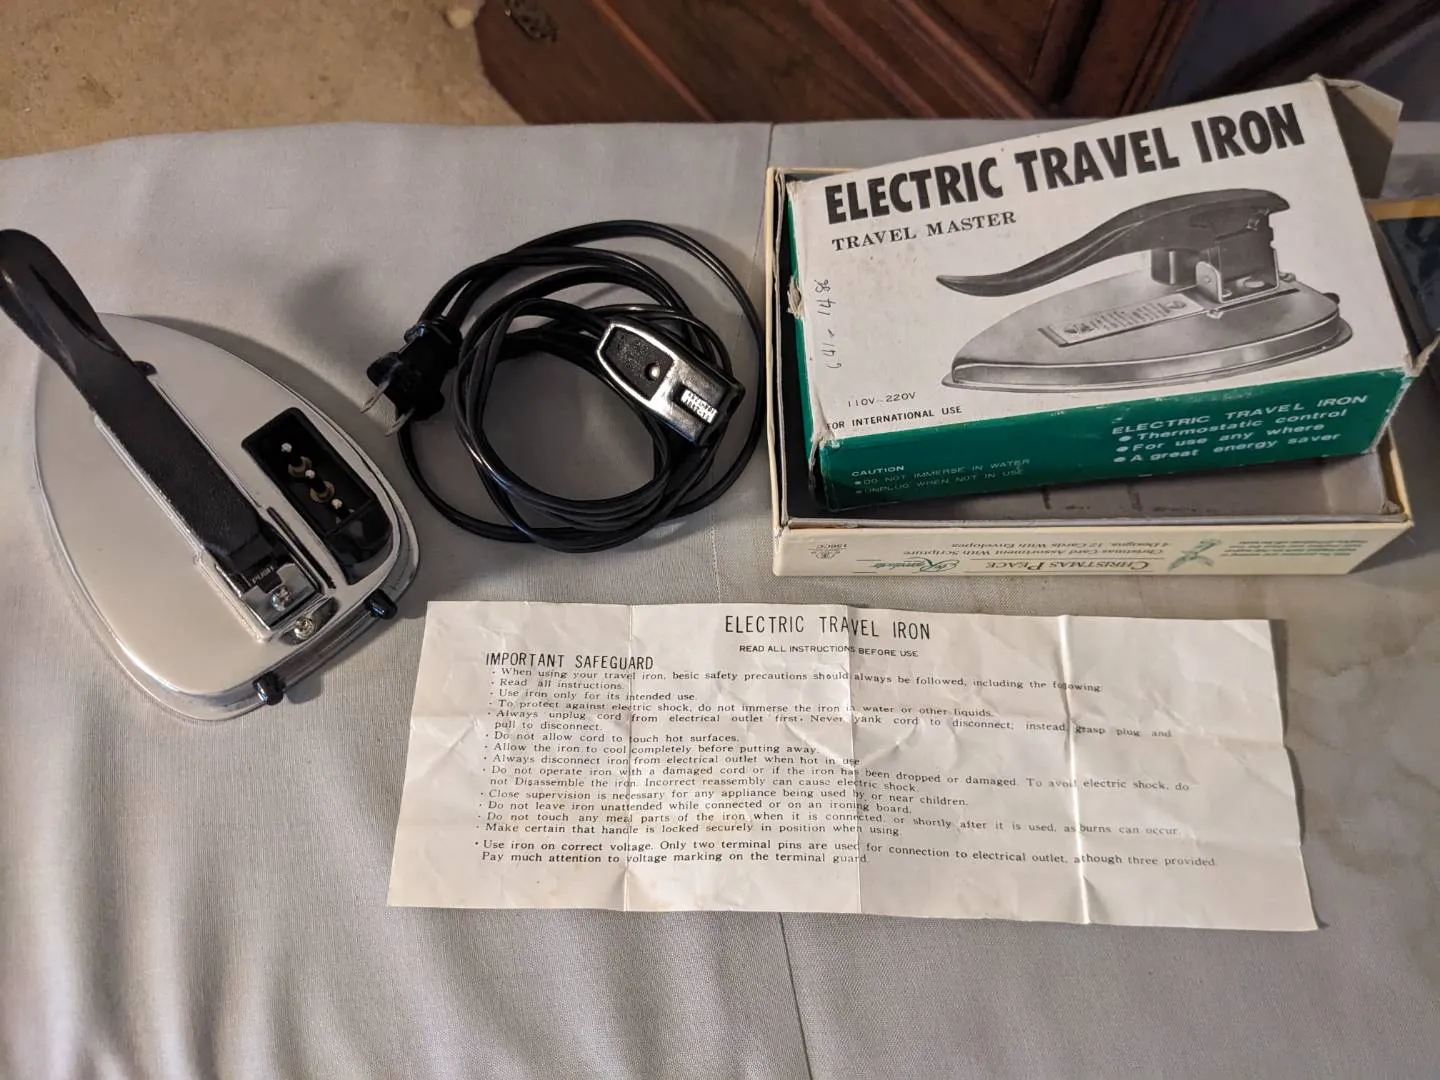 ELECTRIC TRAVEL IRON
TRAVEL MASTER
110V~220V
FOR INTERNATIONAL USE
ELECTRIC TRAVEL IRON
Thermostatic control
For use any where
A great energy saver
CAUTION
DO NOT IMMERSE IN WATER
UNPLUG WHEN NOT IN USE
CHRISTMAS PEACE
Christmas Card Assortment With Scripture
4 Designs, 12 Cards With Envelopes
PUSH
ELECTRIC TRAVEL IRON
READ ALL INSTRUCTIONS BEFORE USE
IMPORTANT SAFEGUARD
· When using your travel iron, besic safety precautions should always be followed, including the following:
· Read all instructions.
· Use iron only for its intended use.
· To protect against electric shock, do not immerse the iron in water or other liquids.
· Always unplug cord from electrical outlet first. Never yank cord to disconnect; instead, grasp plug and
pull to disconnect.
· Do not allow cord to touch hot surfaces.
· Allow the iron to cool completely before putting away.
· Always disconnect iron from electrical outlet when hot in use
· Do not operate iron with a damaged cord or if the iron has been dropped or damaged. To avoid electric shock, do
not Disassemble the iron. Incorrect reassembly can cause electric shock.
· Close supervision is necessary for any appliance being used by or near children.
· Do not leave iron unattended while connected or on an ironing board.
· Do not touch any meal parts of the iron when it is connected, or shortly after it is used, as burns can occur.
· Make certain that handle is locked securely in position when using.
· Use iron on correct voltage. Only two terminal pins are used for connection to electrical outlet, athough three provided.
Pay much attention to voltage marking on the terminal guard.